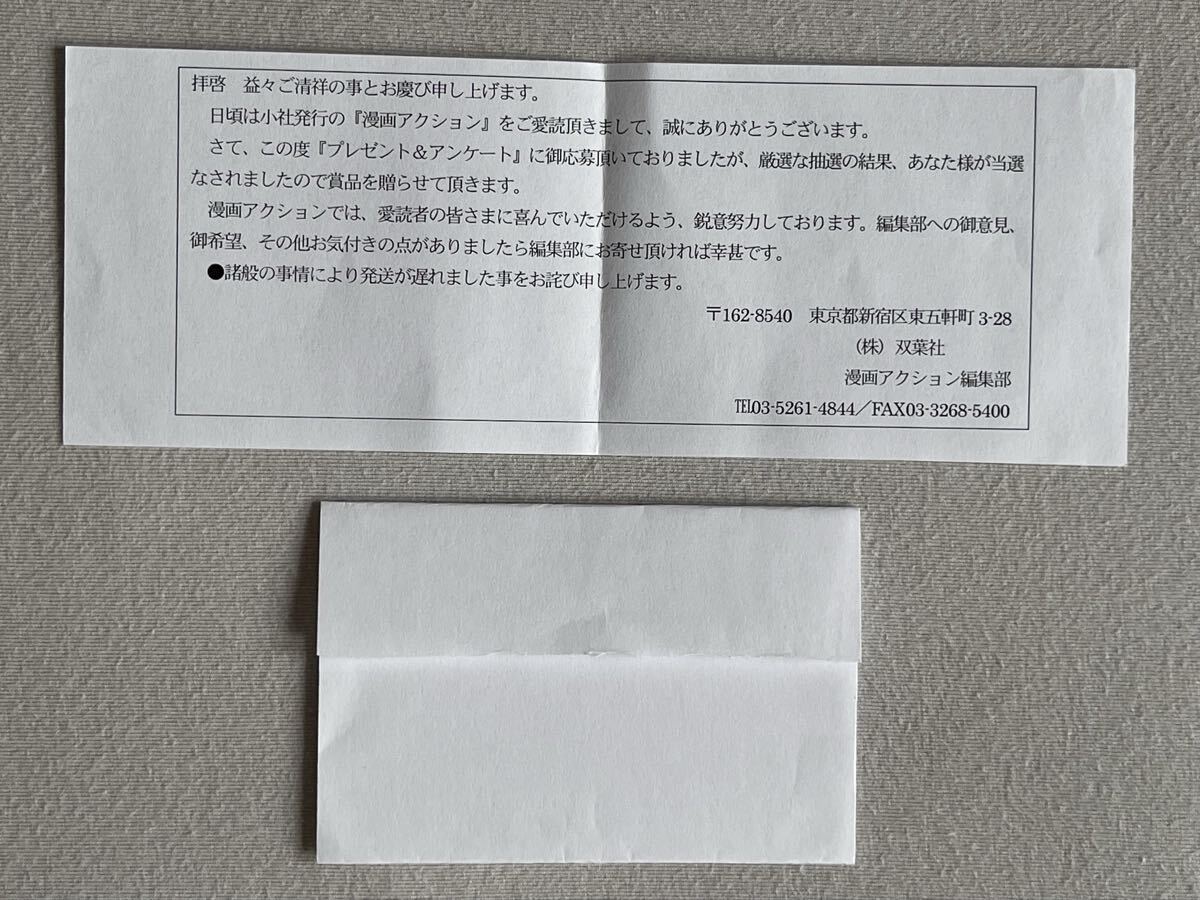 拝啓　益々ご清祥の事とお慶び申し上げます。
日頃は小社発行の『漫画アクション』をご愛読頂きまして、誠にありがとうございます。
さて、この度『プレゼント＆アンケート』に御応募頂いておりましたが、厳選な抽選の結果、あなた様が当選
なされましたので賞品を贈らせて頂きます。
漫画アクションでは、愛読者の皆さまに喜んでいただけるよう、鋭意努力しております。編集部への御意見、
御希望、その他お気付きの点がありましたら編集部にお寄せ頂ければ幸甚です。
●諸般の事情により発送が遅れました事をお詫び申し上げます。
〒162-8540　東京都新宿区東五軒町 3-28
（株）双葉社
漫画アクション編集部
℡03-5261-4844／FAX03-3268-5400